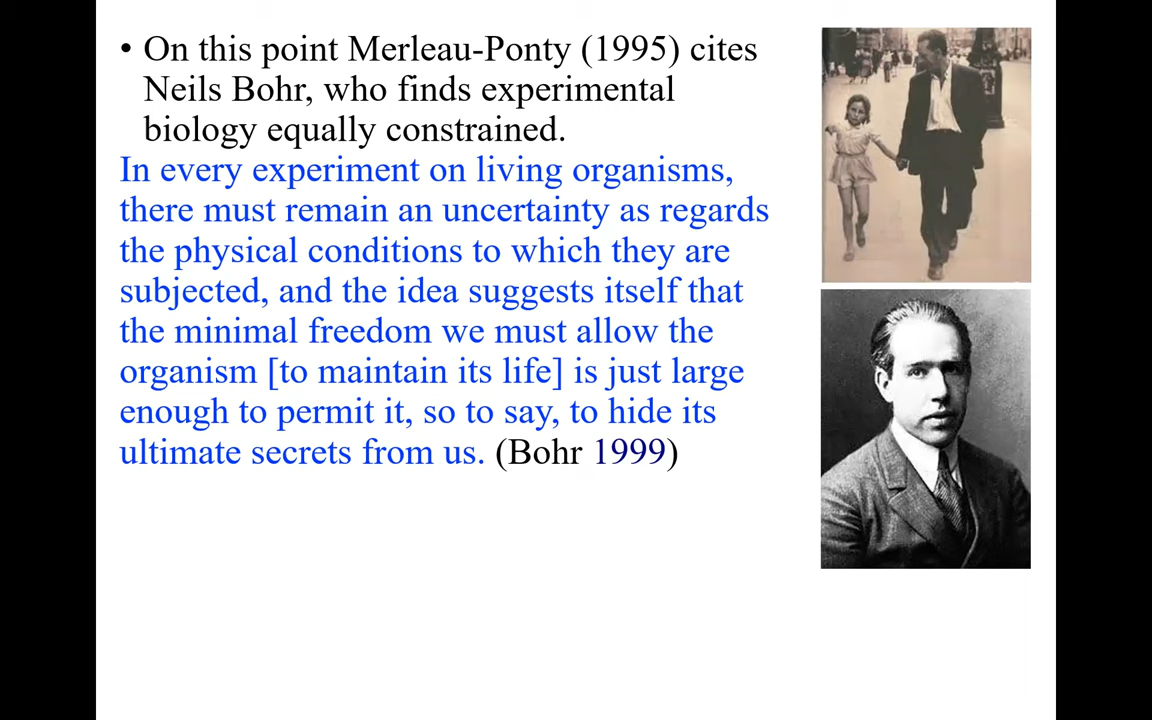 • On this point Merleau-Ponty (1995) cites
Neils Bohr, who finds experimental
biology equally constrained.
In every experiment on living organisms,
there must remain an uncertainty as regards
the physical conditions to which they are
subjected, and the idea suggests itself that
the minimal freedom we must allow the
organism [to maintain its life] is just large
enough to permit it, so to say, to hide its
ultimate secrets from us. (Bohr 1999)